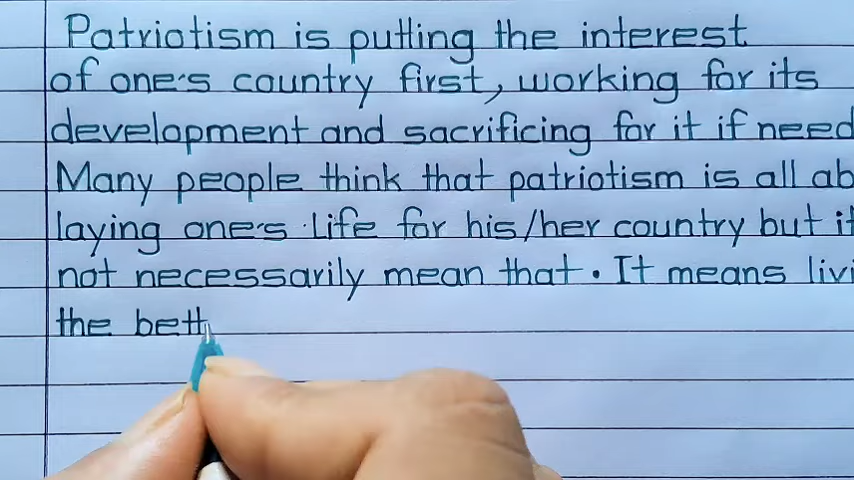 Patriotism is putting the interest
of one's country first, working for its
development and sacrificing for it if need
Many people think that patriotism is all ab
laying one's life for his/her country but it
not necessarily mean that. It means livi
the bett